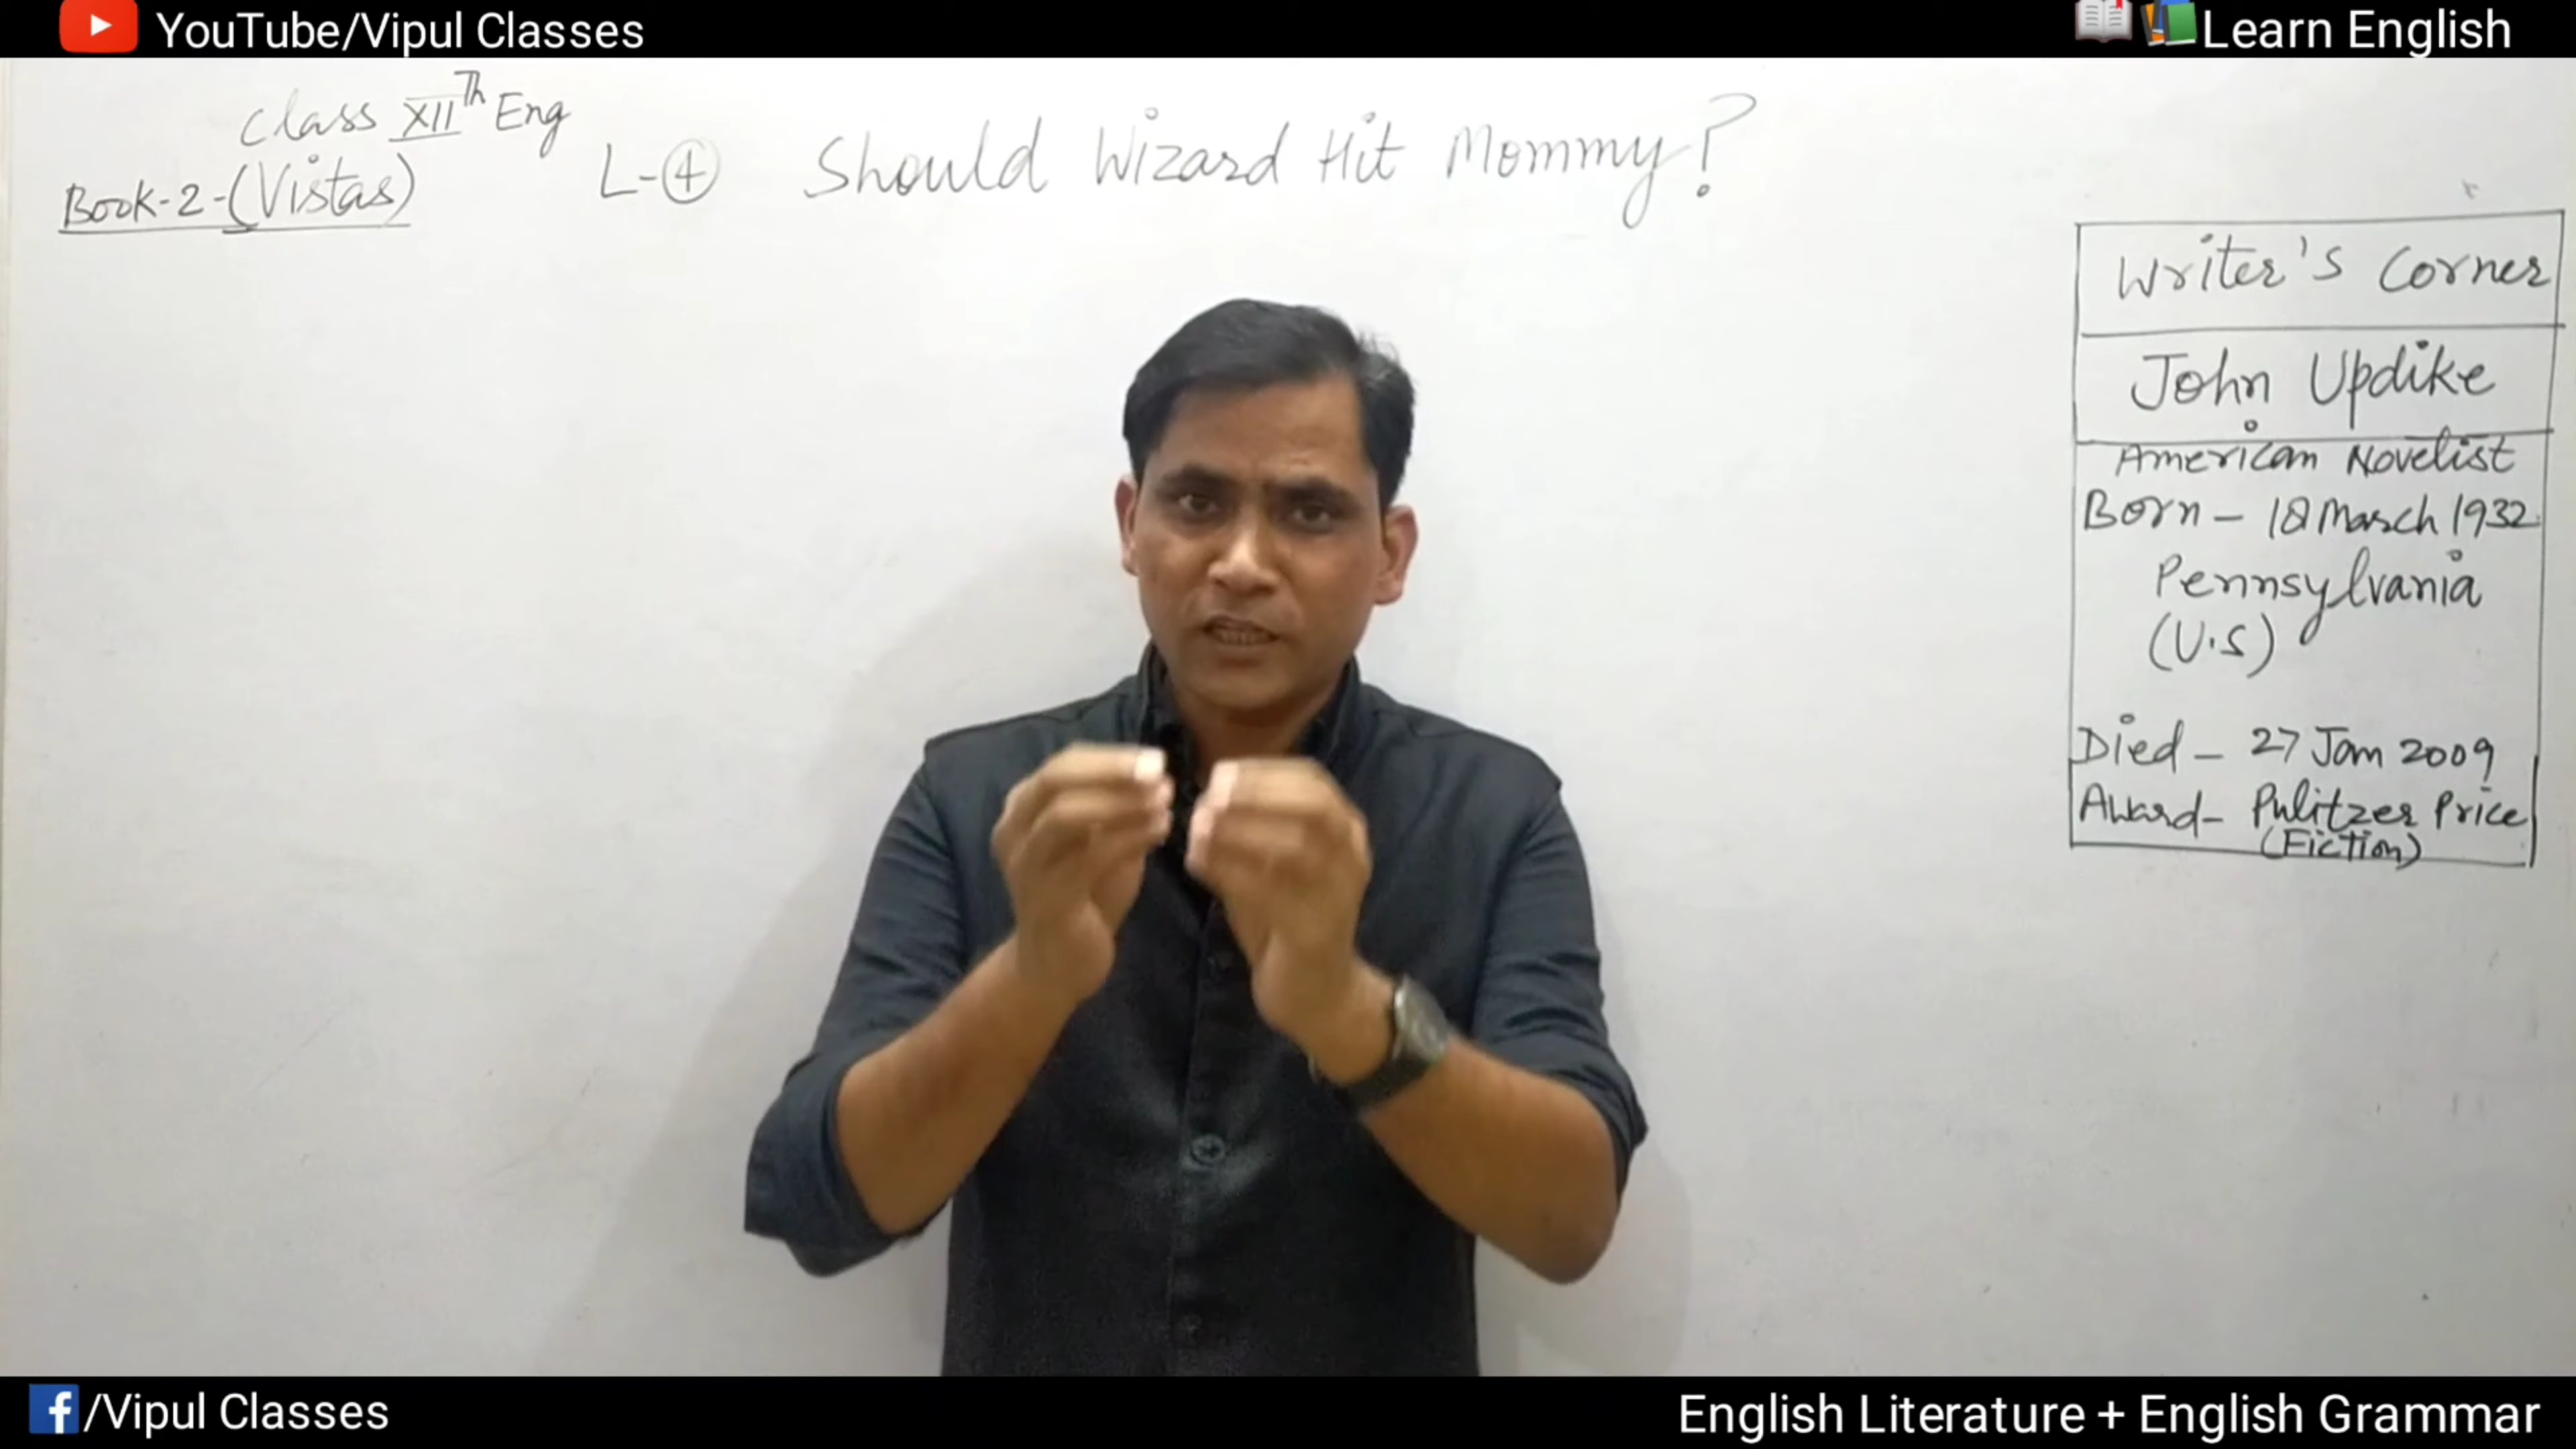 YouTube/Vipul Classes
Learn English
Class XIITh Eng
Book-2-(Vistas)
L-④ Should Wizard Hit Mommy?
Writer's Corner
John Updike
American Novelist
Born - 18 March 1932
Pennsylvania
(U.S)
Died - 27 Jan 2009
Award- Pulitzer Price
(Fiction)
/Vipul Classes
English Literature + English Grammar